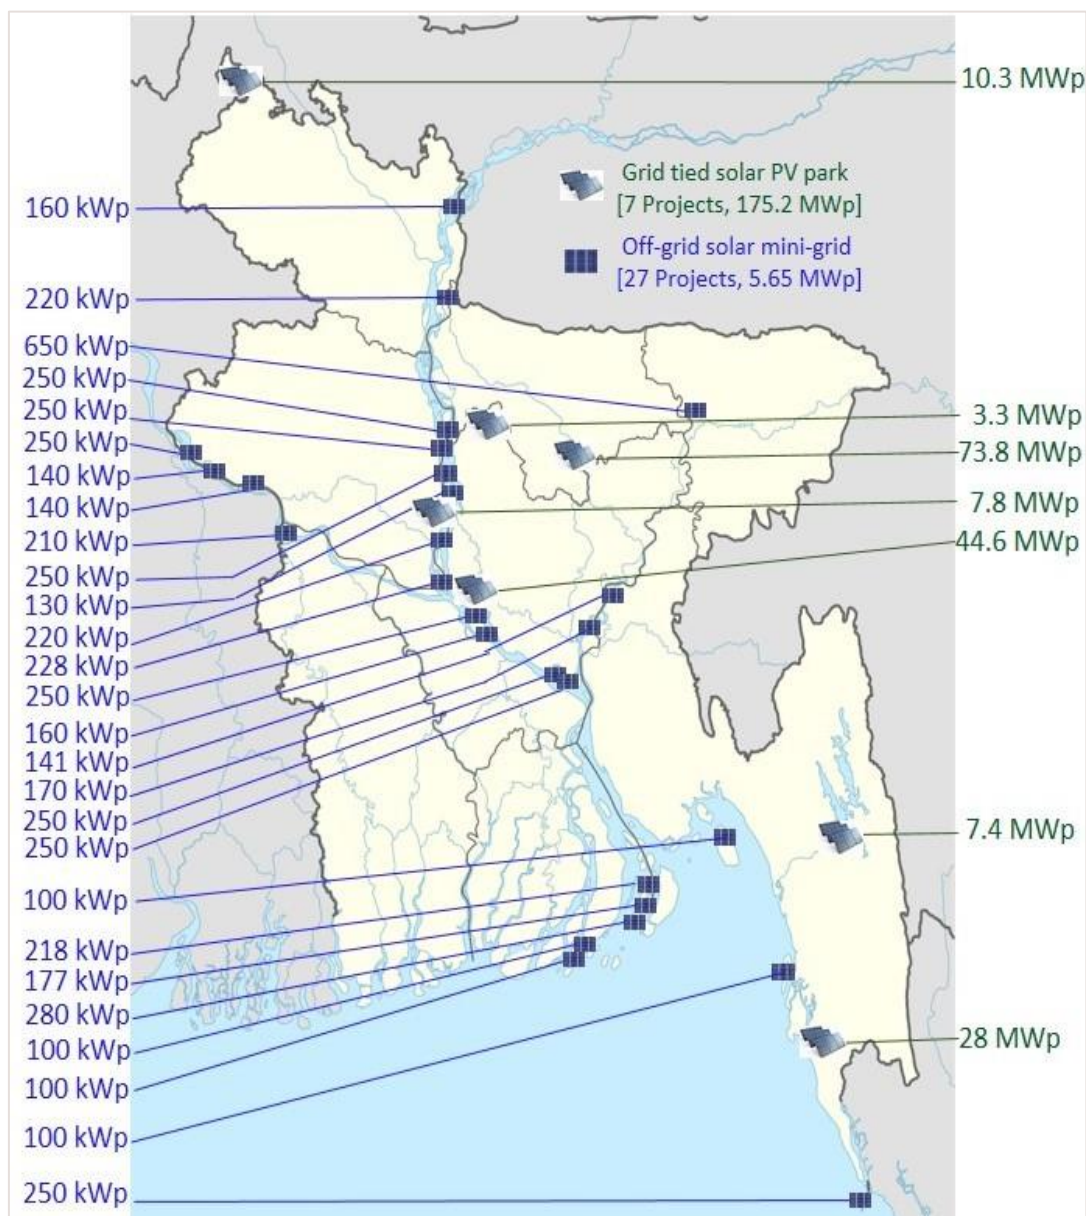 10.3 MWp
Grid tied solar PV park
[7 Projects, 175.2 MWp]
160 kWp
Off-grid solar mini-grid
[27 Projects, 5.65 MWp]
220 kWp
650 kWp
250 kWp
250 kWp
3.3 MWp
250 kWp
73.8 MWp
140 kWp
140 kWp
7.8 MWp
210 kWp
44.6 MWp
250 kWp
130 kWp
220 kWp
228 kWp
250 kWp
160 kWp
141 kWp
170 kWp
250 kWp
7.4 MWp
250 kWp
100 kWp
218 kWp
177 kWp
280 kWp
28 MWp
100 kWp
100 kWp
100 kWp
250 kWp